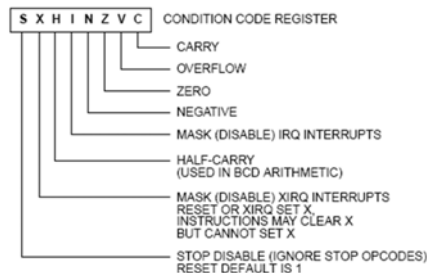 S X H I N Z V C CONDITION CODE REGISTER
CARRY
OVERFLOW
ZERO
NEGATIVE
MASK (DISABLE) IRQ INTERRUPTS
HALF-CARRY
(USED IN BCD ARITHMETIC)
MASK (DISABLE) XIRQ INTERRUPTS
RESET OR XIRQ SET X,
INSTRUCTIONS MAY CLEAR X
BUT CANNOT SET X
STOP DISABLE (IGNORE STOP OPCODES)
RESET DEFAULT IS 1